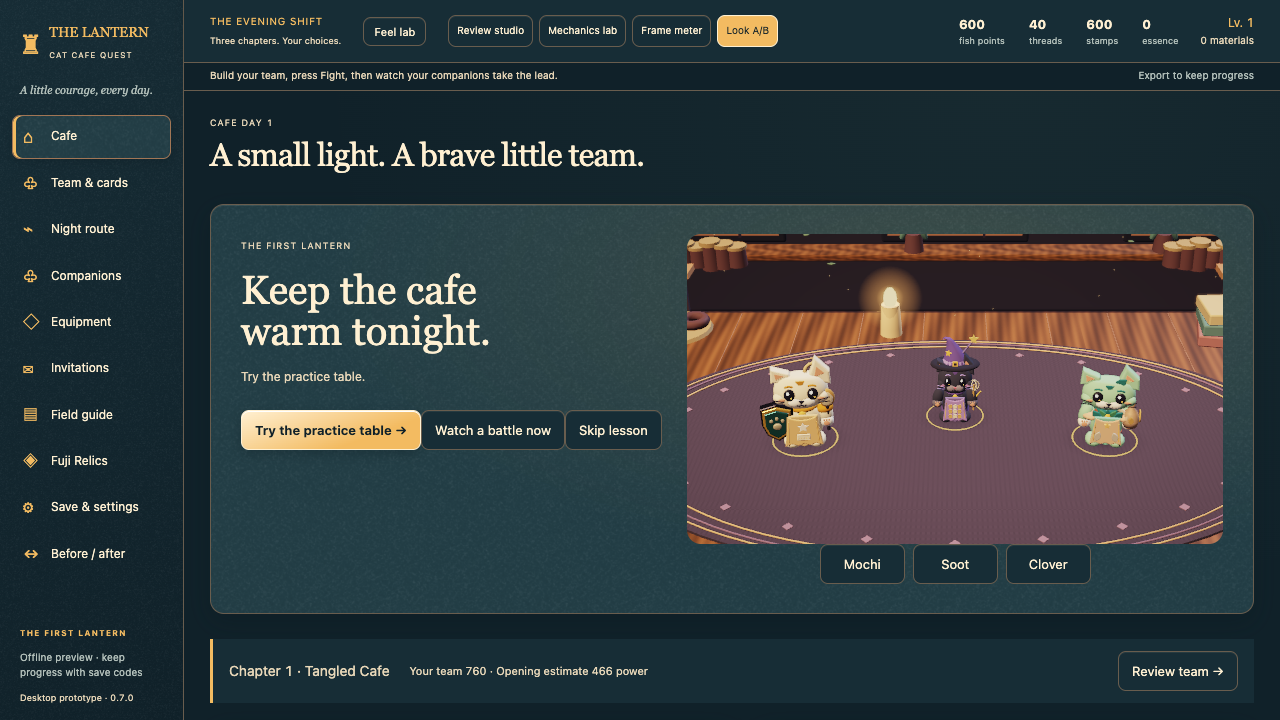 THE LANTERN
CAT CAFE QUEST
A little courage, every day.
Cafe
Team & cards
Night route
Companions
Equipment
Invitations
Field guide
Fuji Relics
Save & settings
Before / after
THE FIRST LANTERN
Offline preview · keep
progress with save codes
Desktop prototype · 0.7.0
THE EVENING SHIFT
Three chapters. Your choices.
Feel lab
Review studio
Mechanics lab
Frame meter
Look A/B
600
fish points
40
threads
600
stamps
0
essence
Lv. 1
0 materials
Build your team, press Fight, then watch your companions take the lead.
Export to keep progress
CAFE DAY 1
A small light. A brave little team.
THE FIRST LANTERN
Keep the cafe
warm tonight.
Try the practice table.
Try the practice table →
Watch a battle now
Skip lesson
Mochi
Soot
Clover
Chapter 1 · Tangled Cafe
Your team 760 · Opening estimate 466 power
Review team →